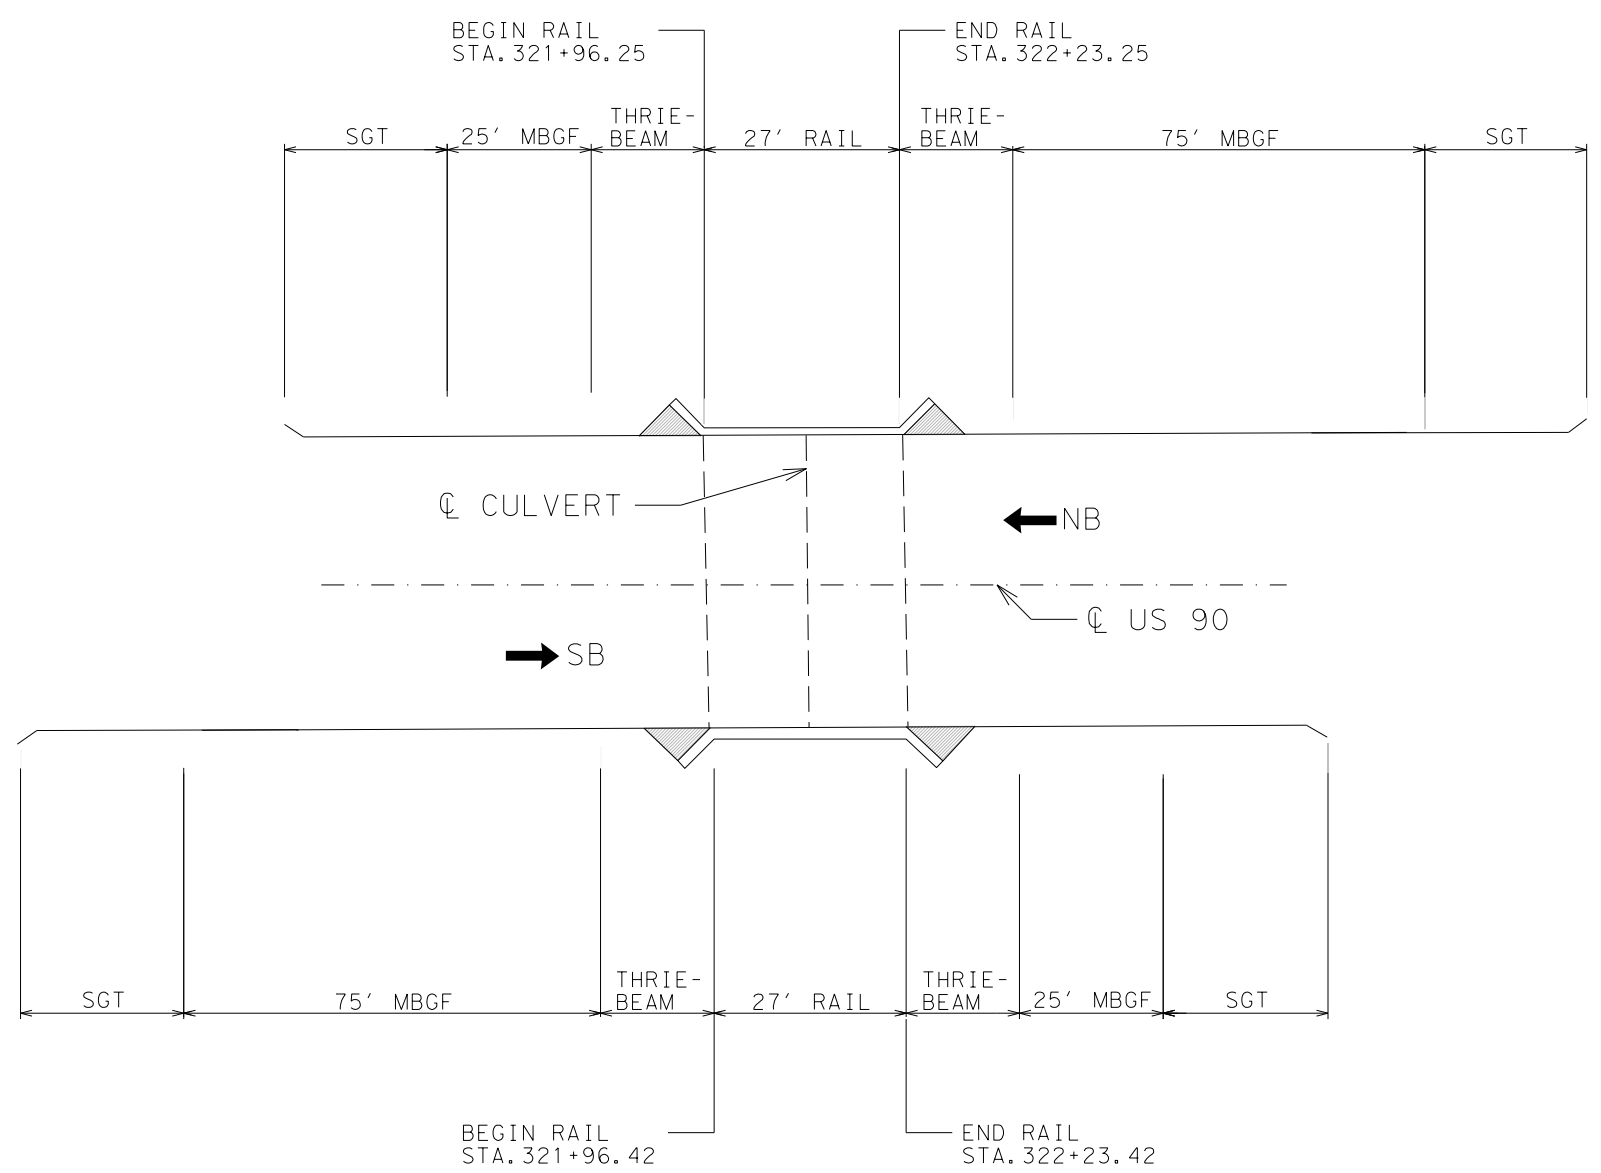 BEGIN RAIL
STA.321+96.25
END RAIL
STA.322+23.25
SGT
25' MBGF
THRIE-
BEAM
27' RAIL
THRIE-
BEAM
75' MBGF
SGT
℄ CULVERT
NB
℄ US 90
SB
SGT
75' MBGF
THRIE-
BEAM
27' RAIL
THRIE-
BEAM
25' MBGF
SGT
BEGIN RAIL
STA.321+96.42
END RAIL
STA.322+23.42